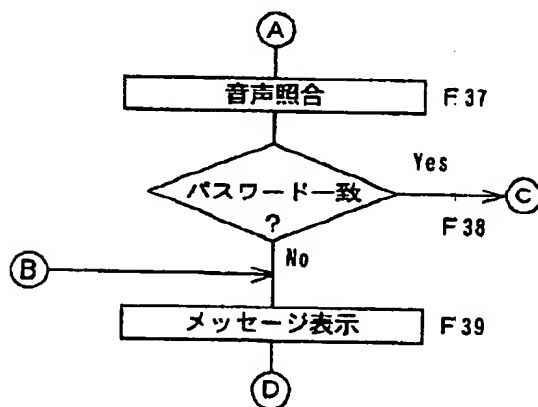 A
音声照合 F37
Yes
パスワード一致 C
? F38
No
B
メッセージ表示 F39
D